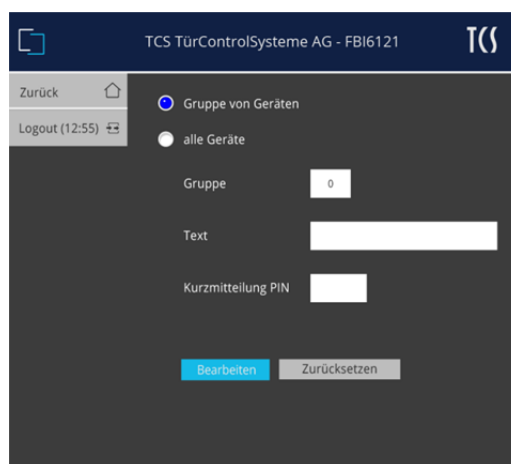 TCS TürControlSysteme AG - FBI6121
TCS
Zurück
Logout (12:55)
Gruppe von Geräten
alle Geräte
Gruppe 0
Text
Kurzmitteilung PIN
Bearbeiten Zurücksetzen